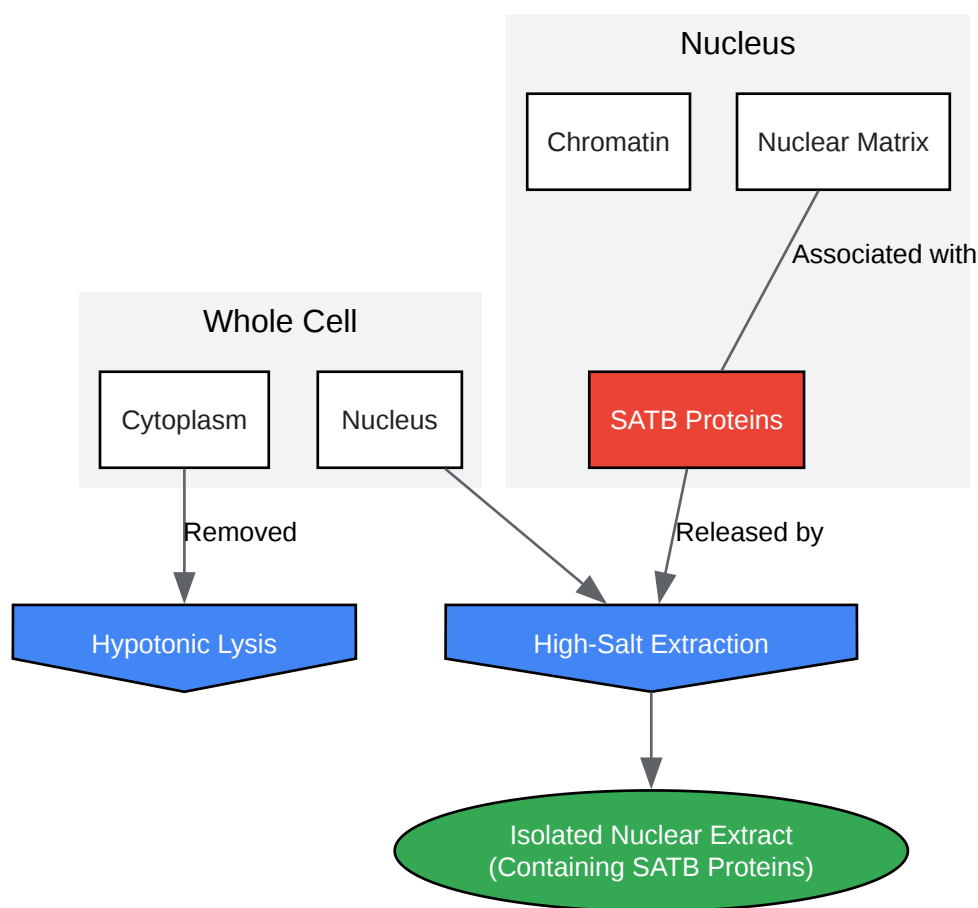 Nucleus
Chromatin
Nuclear Matrix
Associated with
Whole Cell
Cytoplasm
Nucleus
SATB Proteins
Removed
Released by
Hypotonic Lysis
High-Salt Extraction
Isolated Nuclear Extract
(Containing SATB Proteins)